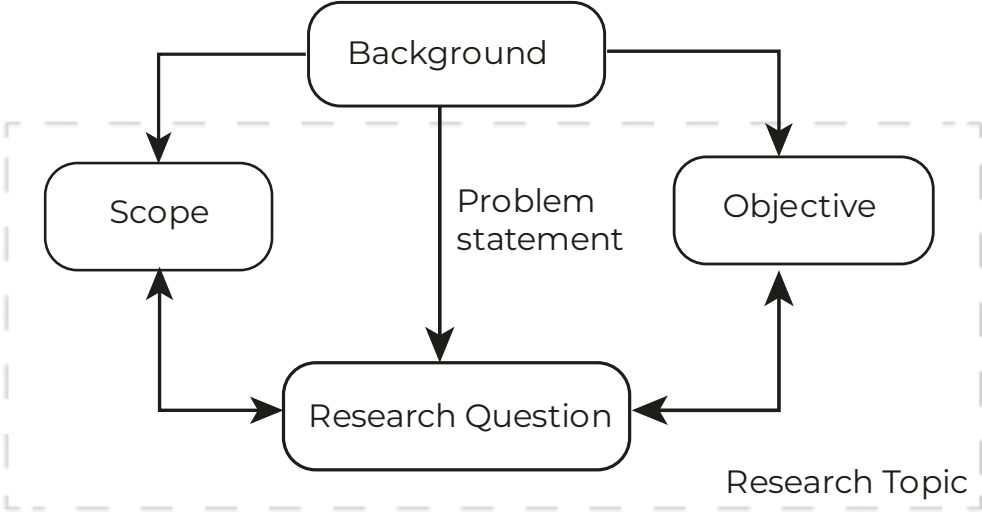 Background
Scope
Problem
statement
Objective
Research Question
Research Topic